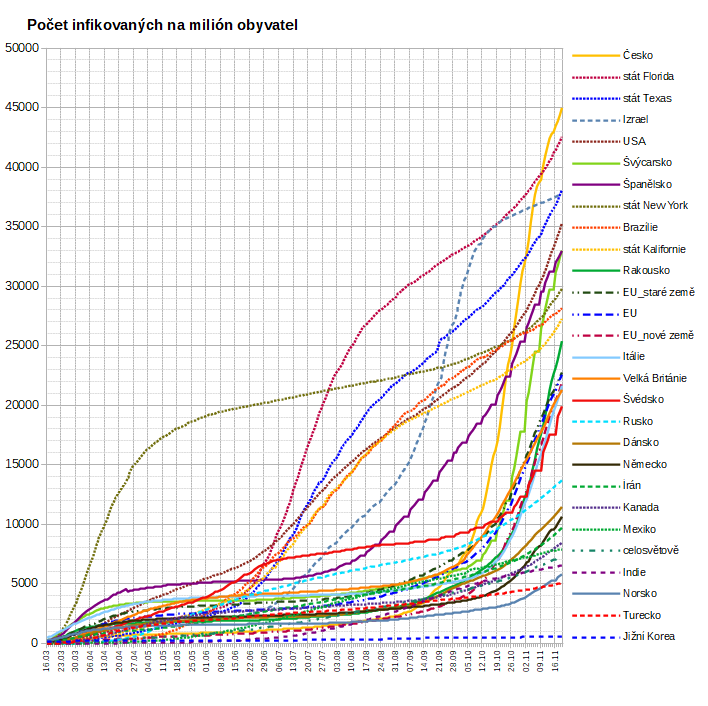 Počet infikovaných na milión obyvatel
50000
45000
40000
35000
30000
25000
20000
15000
10000
5000
0
16.03
23.03
30.03
06.04
13.04
20.04
27.04
04.05
11.05
18.05
25.05
01.06
08.06
15.06
22.06
29.06
06.07
13.07
20.07
27.07
03.08
10.08
17.08
24.08
31.08
07.09
14.09
21.09
28.09
05.10
12.10
19.10
26.10
02.11
09.11
16.11
Česko
stát Florida
stát Texas
Izrael
USA
Švýcarsko
Španělsko
stát New York
Brazílie
stát Kalifornie
Rakousko
EU_staré země
EU
EU_nové země
Itálie
Velká Británie
Švédsko
Rusko
Dánsko
Německo
Írán
Kanada
Mexiko
celosvětově
Indie
Norsko
Turecko
Jižní Korea